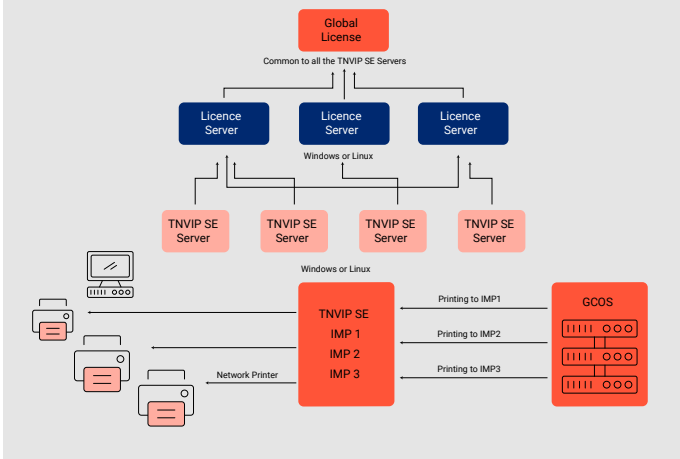 Global
License
Common to all the TNVIP SE Servers
Licence
Server
Licence
Server
Licence
Server
Windows or Linux
TNVIP SE
Server
TNVIP SE
Server
TNVIP SE
Server
TNVIP SE
Server
Windows or Linux
TNVIP SE
IMP 1
IMP 2
IMP 3
Printing to IMP1
Printing to IMP2
Printing to IMP3
GCOS
Network Printer